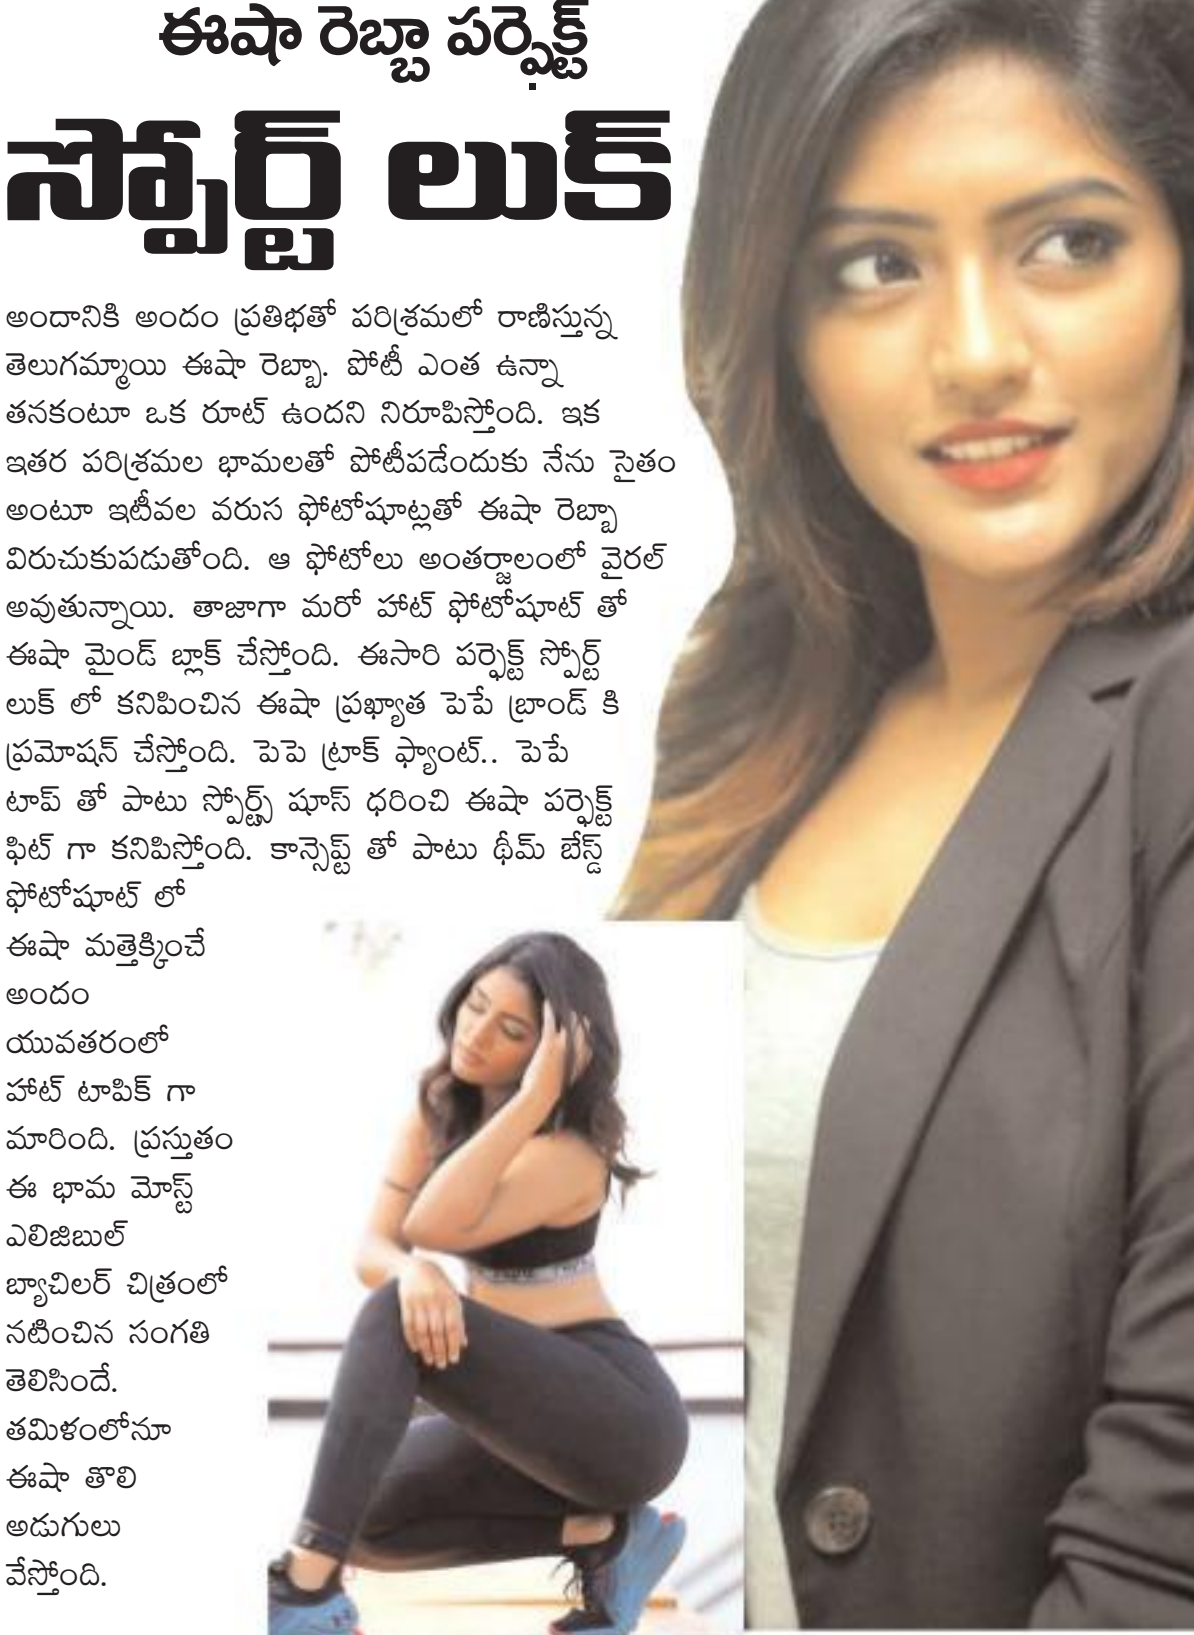 ఈషా రెబ్బా పర్ఫెక్ట్
స్పోర్ట్ లుక్
అందానికి అందం ప్రతిభతో పరిశ్రమలో రాణిస్తున్న
తెలుగమ్మాయి ఈషా రెబ్బా. పోటీ ఎంత ఉన్నా
తనకంటూ ఒక రూట్ ఉందని నిరూపిస్తోంది. ఇక
ఇతర పరిశ్రమల భామలతో పోటీపడేందుకు నేను సైతం
అంటూ ఇటీవల వరుస ఫోటోషూట్లతో ఈషా రెబ్బా
విరుచుకుపడుతోంది. ఆ ఫోటోలు అంతర్జాలంలో వైరల్
అవుతున్నాయి. తాజాగా మరో హాట్ ఫోటోషూట్ తో
ఈషా మైండ్ బ్లాక్ చేస్తోంది. ఈసారి పర్ఫెక్ట్ స్పోర్ట్
లుక్ లో కనిపించిన ఈషా ప్రఖ్యాత పెపే బ్రాండ్ కి
ప్రమోషన్ చేస్తోంది. పెపె ట్రాక్ ఫ్యాంట్.. పెపే
టాప్ తో పాటు స్పోర్ట్స్ షూస్ ధరించి ఈషా పర్ఫెక్ట్
ఫిట్ గా కనిపిస్తోంది. కాన్సెప్ట్ తో పాటు థీమ్ బేస్డ్
ఫోటోషూట్ లో
ఈషా మత్తెక్కించే
అందం
యువతరంలో
హాట్ టాపిక్ గా
మారింది. ప్రస్తుతం
ఈ భామ మోస్ట్
ఎలిజిబుల్
బ్యాచిలర్ చిత్రంలో
నటించిన సంగతి
తెలిసిందే.
తమిళంలోనూ
ఈషా తొలి
అడుగులు
వేస్తోంది.